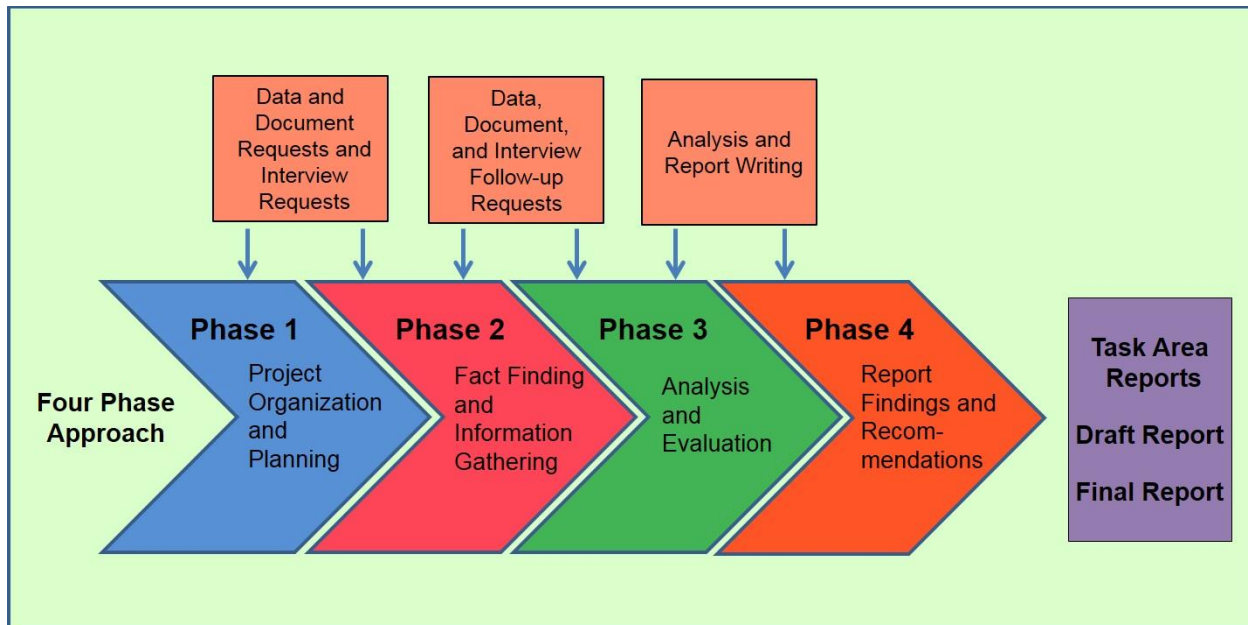 Data and
Document
Requests and
Interview
Requests
Data,
Document,
and Interview
Follow-up
Requests
Analysis and
Report Writing
Four Phase
Approach
Phase 1
Project
Organization
and
Planning
Phase 2
Fact Finding
and
Information
Gathering
Phase 3
Analysis
and
Evaluation
Phase 4
Report
Findings and
Recom-
mendations
Task Area
Reports
Draft Report
Final Report